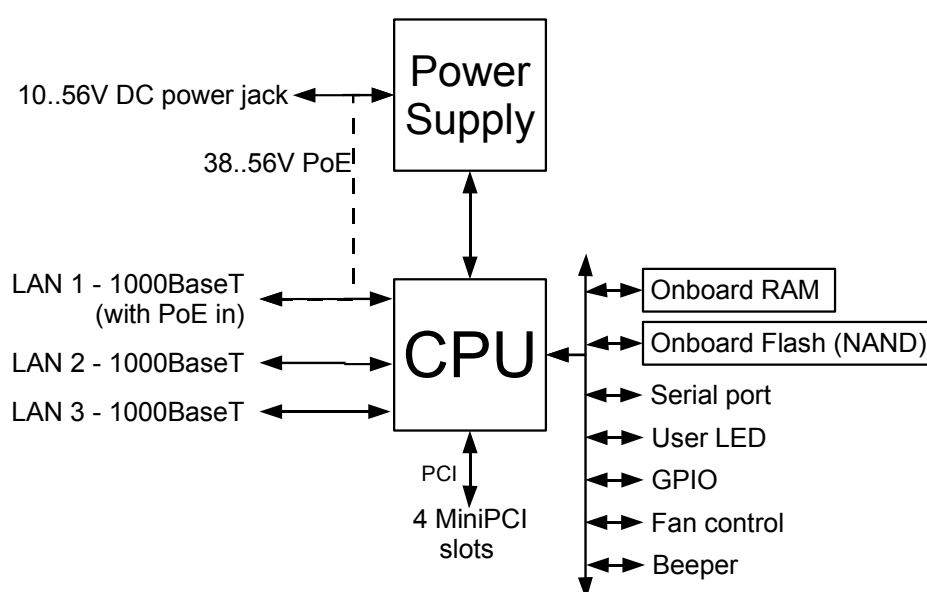 Power
Supply
10..56V DC power jack
38..56V PoE
LAN 1 - 1000BaseT
(with PoE in)
LAN 2 - 1000BaseT
LAN 3 - 1000BaseT
CPU
PCI
4 MiniPCI
slots
Onboard RAM
Onboard Flash (NAND)
Serial port
User LED
GPIO
Fan control
Beeper